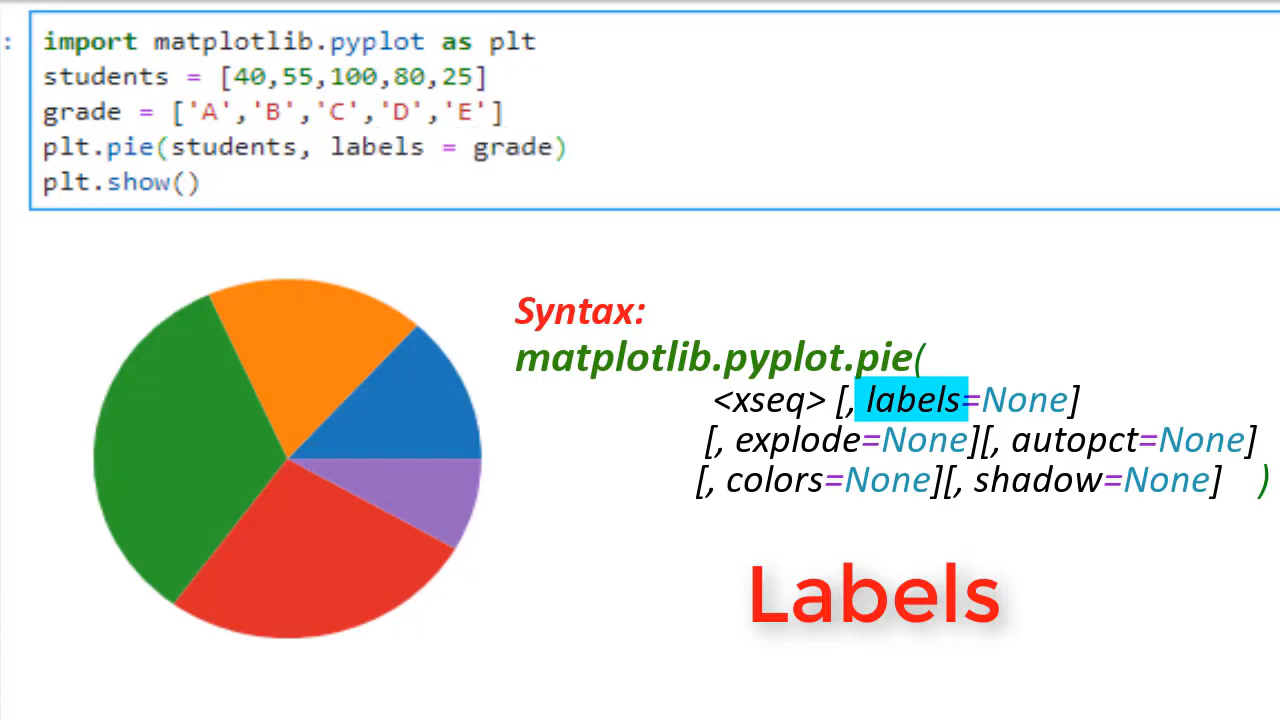 :
import matplotlib.pyplot as plt
students = [40,55,100,80,25]
grade = ['A','B','C','D','E']
plt.pie(students, labels = grade)
plt.show()
Syntax:
matplotlib.pyplot.pie(
<xseq> [, labels=None]
[, explode=None][, autopct=None]
[, colors=None][, shadow=None] )
Labels